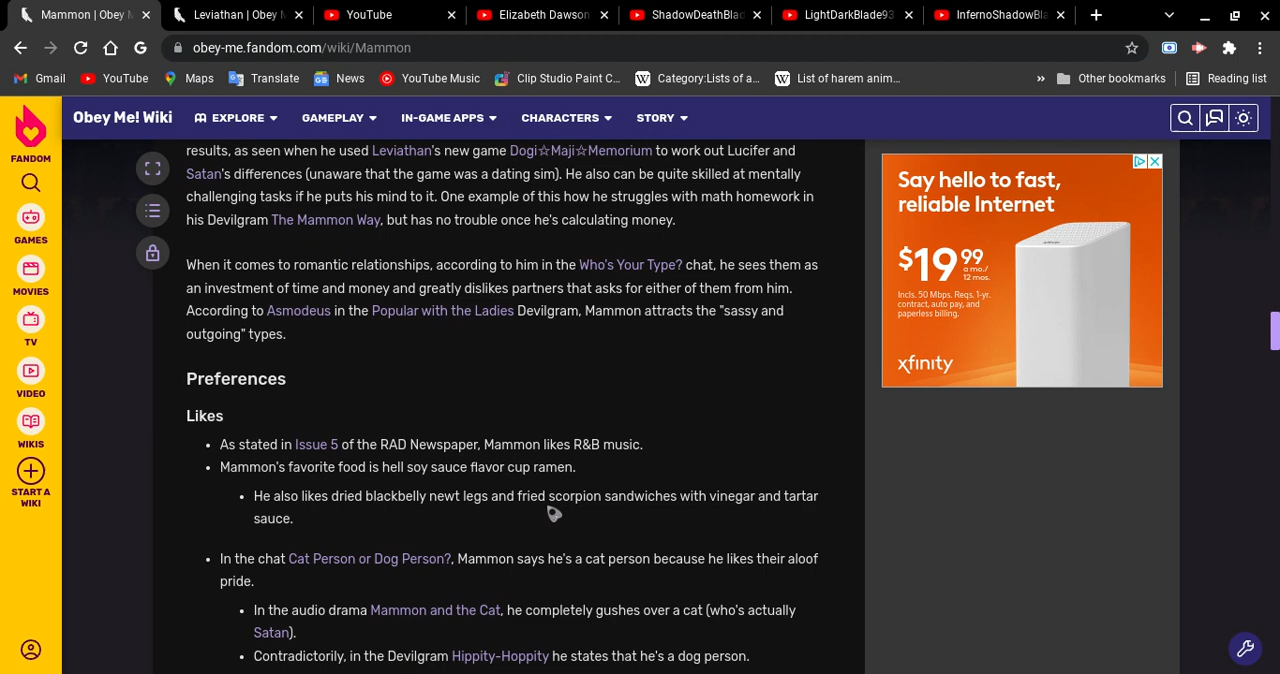 Mammon | Obey M
Leviathan | Obey M
YouTube
Elizabeth Dawson
ShadowDeathBlad
LightDarkBlade93
InfernoShadowBla
obey-me.fandom.com/wiki/Mammon
Gmail
YouTube
Maps
Translate
News
YouTube Music
Clip Studio Paint C...
Category:Lists of a...
List of harem anim...
»
Other bookmarks
Reading list
FANDOM
GAMES
MOVIES
TV
VIDEO
WIKIS
START A
WIKI
Obey Me! Wiki
EXPLORE
GAMEPLAY
IN-GAME APPS
CHARACTERS
STORY
results, as seen when he used Leviathan's new game Dogi☆Maji☆Memorium to work out Lucifer and
Satan's differences (unaware that the game was a dating sim). He also can be quite skilled at mentally
challenging tasks if he puts his mind to it. One example of this how he struggles with math homework in
his Devilgram The Mammon Way, but has no trouble once he's calculating money.
When it comes to romantic relationships, according to him in the Who's Your Type? chat, he sees them as
an investment of time and money and greatly dislikes partners that asks for either of them from him.
According to Asmodeus in the Popular with the Ladies Devilgram, Mammon attracts the "sassy and
outgoing" types.
Preferences
Likes
• As stated in Issue 5 of the RAD Newspaper, Mammon likes R&B music.
• Mammon's favorite food is hell soy sauce flavor cup ramen.
• He also likes dried blackbelly newt legs and fried scorpion sandwiches with vinegar and tartar
sauce.
• In the chat Cat Person or Dog Person?, Mammon says he's a cat person because he likes their aloof
pride.
• In the audio drama Mammon and the Cat, he completely gushes over a cat (who's actually
Satan).
• Contradictorily, in the Devilgram Hippity-Hoppity he states that he's a dog person.
Say hello to fast,
reliable Internet
$19.99
a mo./
12 mos.
Incl. 50 Mbps. Reqs. 1-yr.
contract, auto pay, and
paperless billing.
xfinity